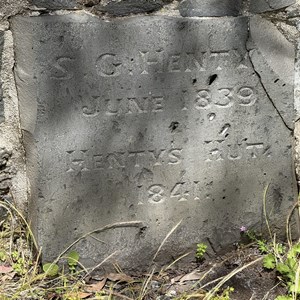 S G. HENTY
JUNE 1839
HENTYS HUT.
1841